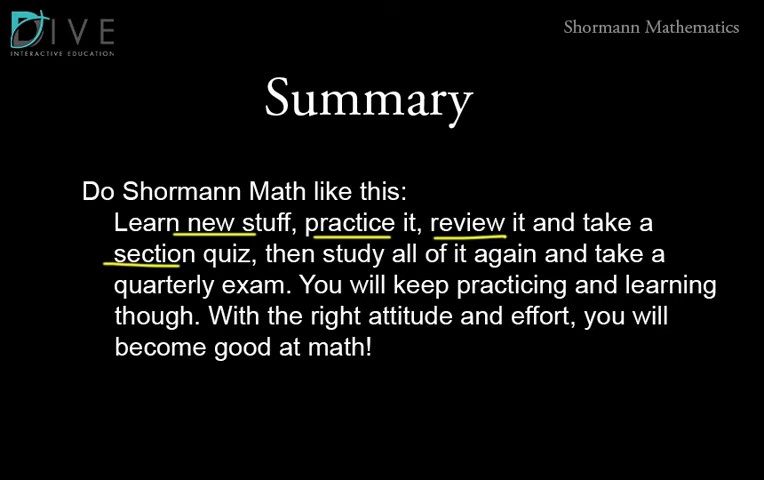 DIVE
INTERACTIVE EDUCATION
Shormann Mathematics
Summary
Do Shormann Math like this:
Learn new stuff, practice it, review it and take a
section quiz, then study all of it again and take a
quarterly exam. You will keep practicing and learning
though. With the right attitude and effort, you will
become good at math!